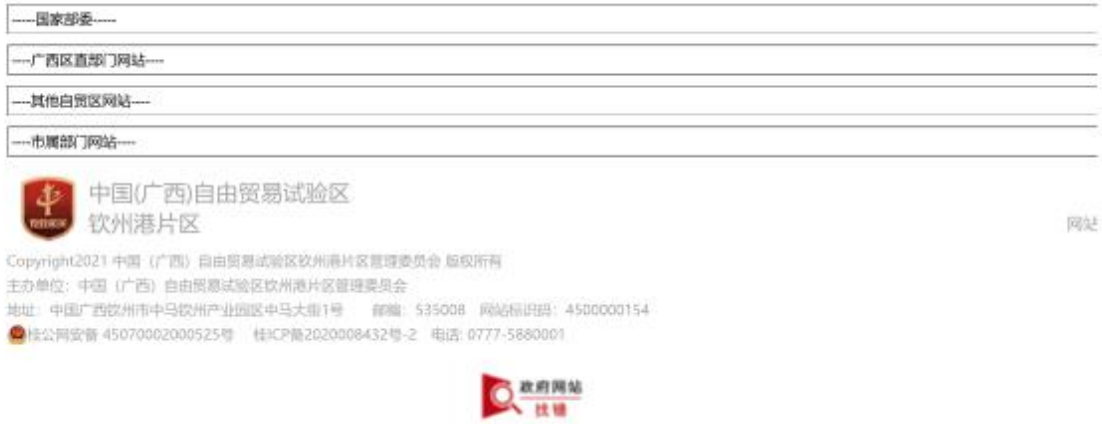 -----国家部委-----
----广西区直部门网站----
----其他自贸区网站----
----市属部门网站----
中国(广西)自由贸易试验区
钦州港片区
网站
Copyright2021 中国（广西）自由贸易试验区钦州港片区管理委员会 版权所有
主办单位：中国（广西）自由贸易试验区钦州港片区管理委员会
地址：中国广西钦州市中马钦州产业园区中马大街1号 邮编：535008 网站标识码：4500000154
桂公网安备 45070002000525号 桂ICP备2020008432号-2 电话: 0777-5880001
政府网站
找错